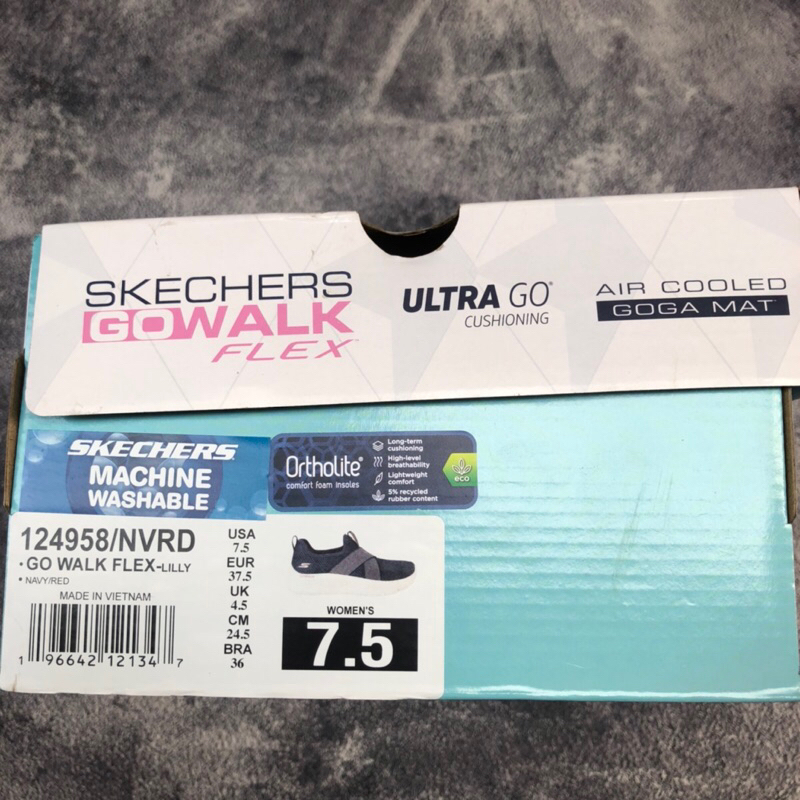 SKECHERS
GOWALK
FLEX™
ULTRA GO®
CUSHIONING
AIR COOLED
GOGA MAT™
SKECHERS
MACHINE
WASHABLE
Ortholite®
comfort foam insoles
Long-term
cushioning
High-level
breathability
Lightweight
comfort
5% recycled
rubber content
eco
124958/NVRD
• GO WALK FLEX-LILLY
• NAVY/RED
MADE IN VIETNAM
1 96642 12134 7
USA
7.5
EUR
37.5
UK
4.5
CM
24.5
BRA
36
WOMEN'S
7.5